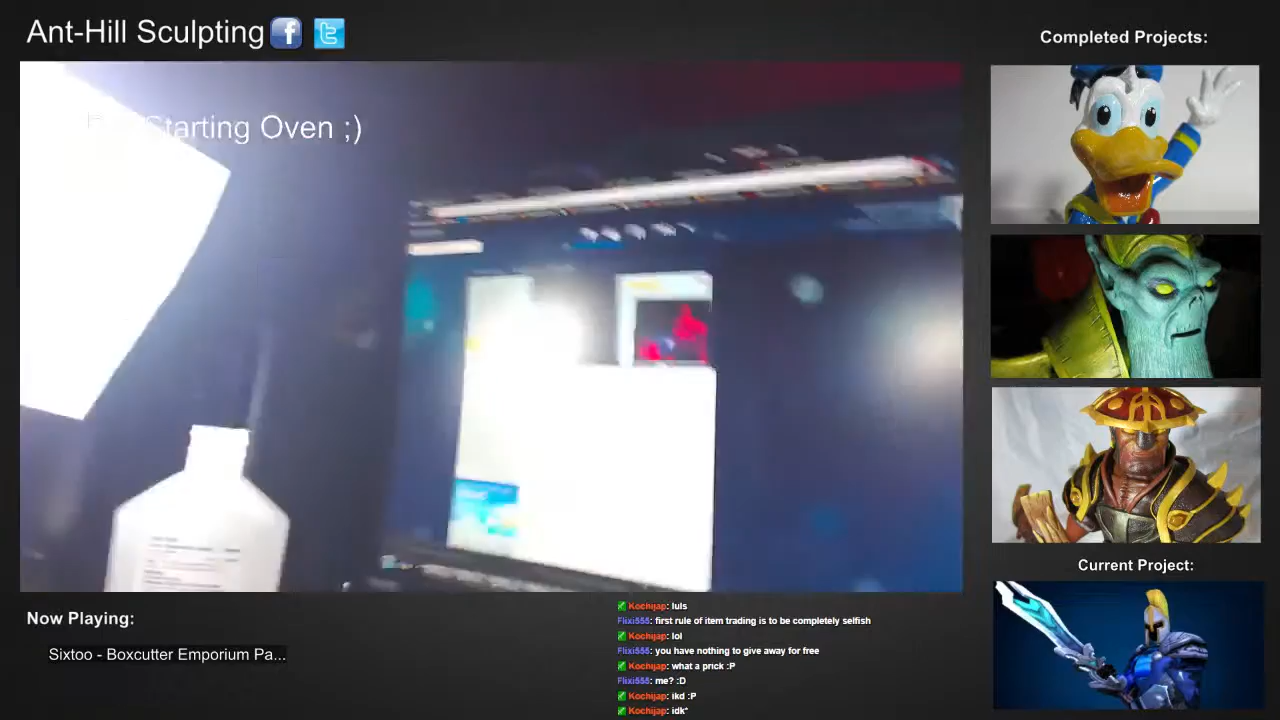 Ant-Hill Sculpting
Completed Projects:
Starting Oven ;)
Current Project:
Now Playing:
Sixtoo - Boxcutter Emporium Pa...
Kochijap: luls
Flixi555: first rule of item trading is to be completely selfish
Kochijap: lol
Flixi555: you have nothing to give away for free
Kochijap: what a prick :P
Flixi555: me? :D
Kochijap: ikd :P
Kochijap: idk*